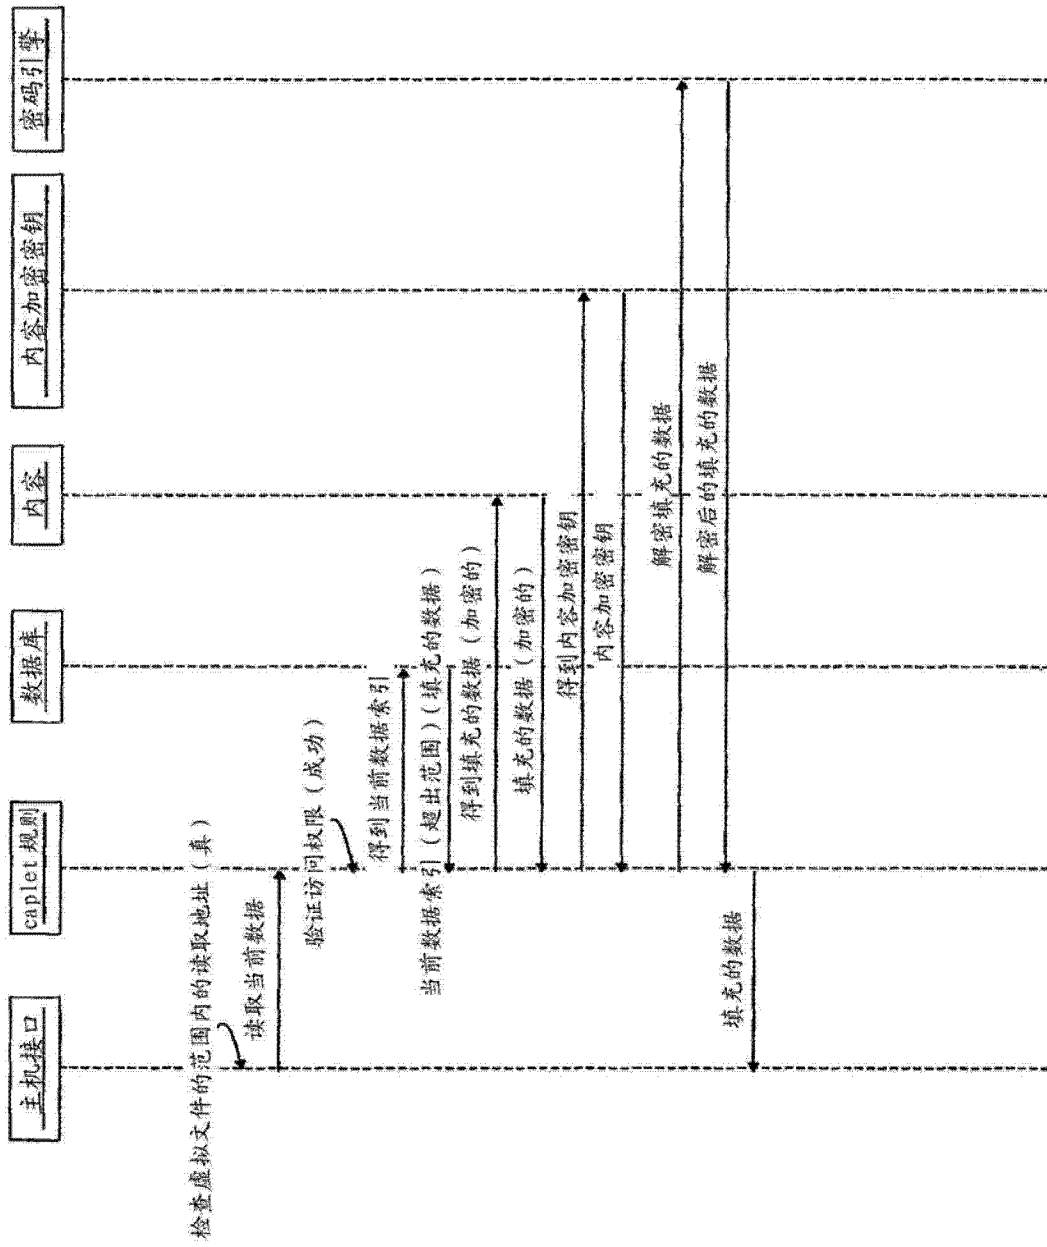 主机接口
caplet 规则
数据库
内容
内容加密密钥
密码引擎
检查虚拟文件的范围内的读取地址（真）
读取当前数据
验证访问权限（成功）
得到当前数据索引
当前数据索引（超出范围）（填充的数据）
得到填充的数据（加密的）
填充的数据（加密的）
得到内容加密密钥
内容加密密钥
解密填充的数据
解密后的填充的数据
填充的数据